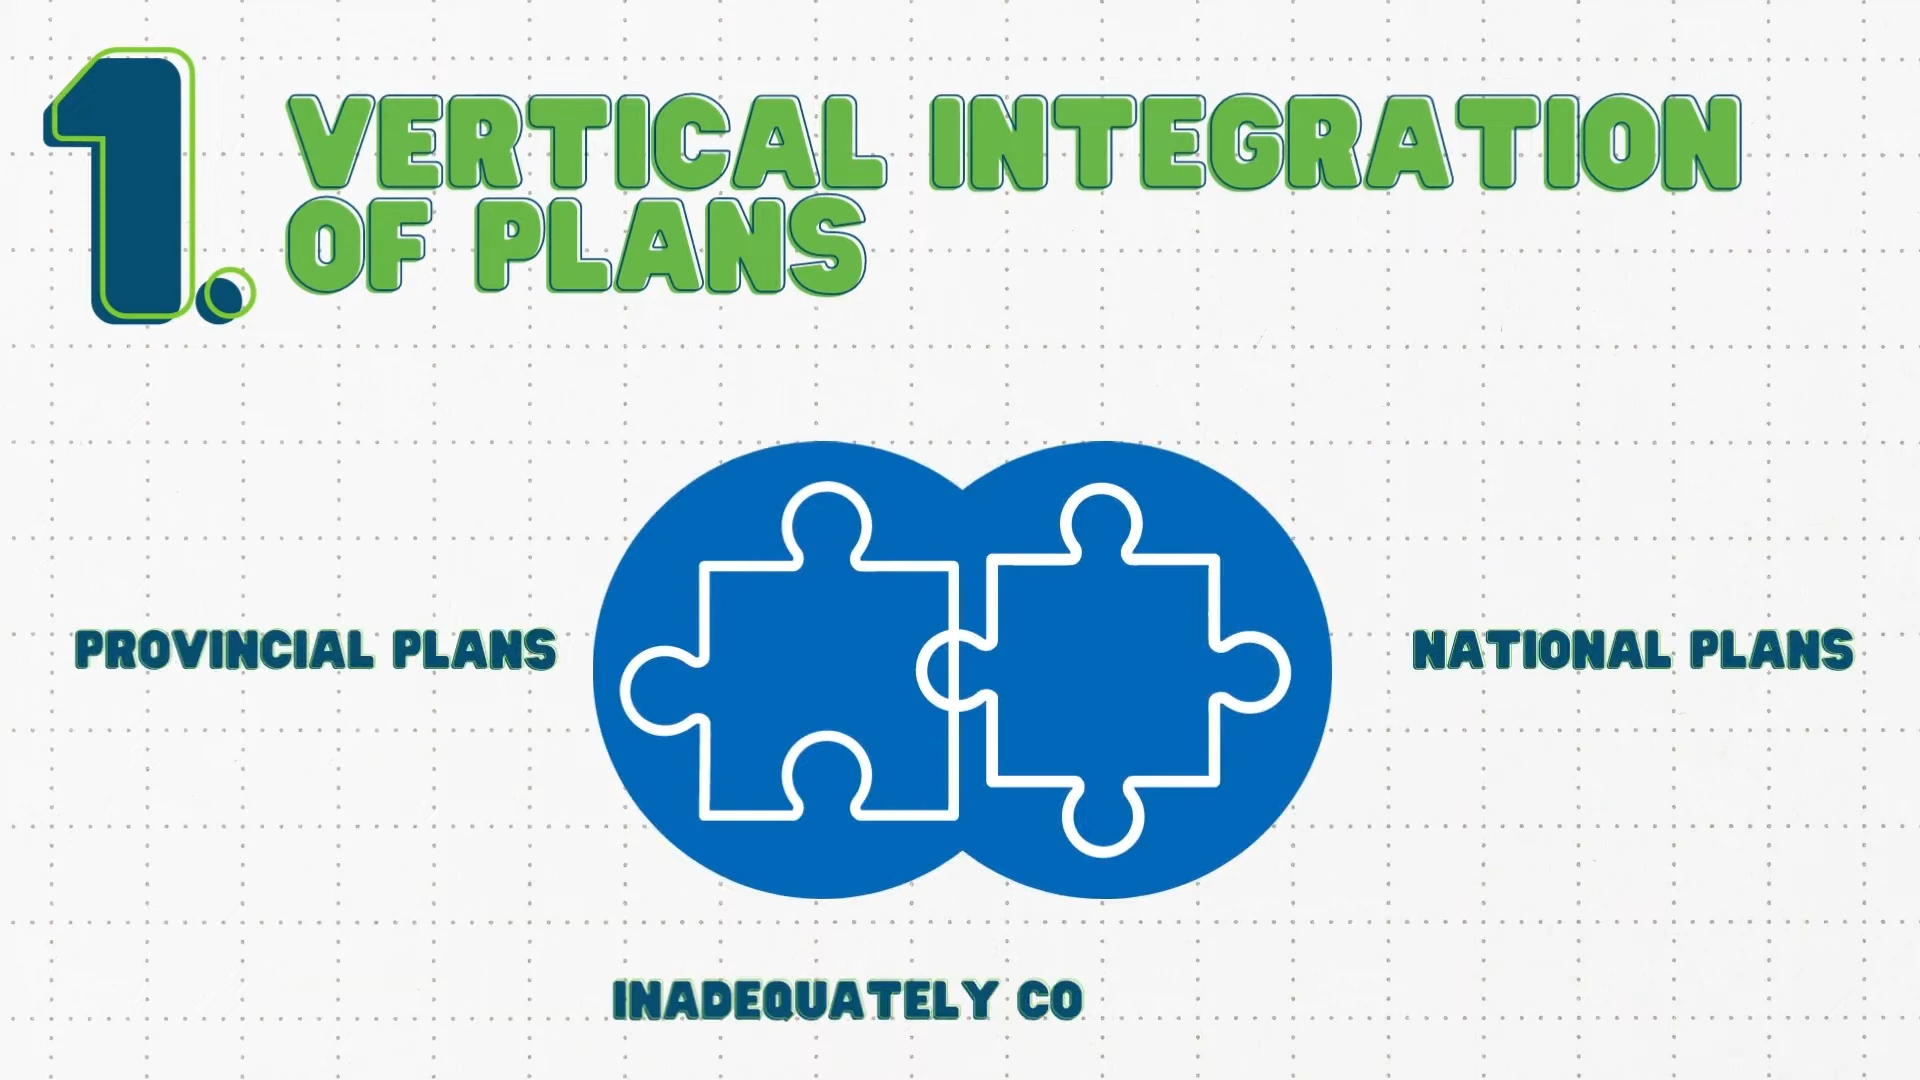 1.
VERTICAL INTEGRATION
OF PLANS
PROVINCIAL PLANS
NATIONAL PLANS
INADEQUATELY CO